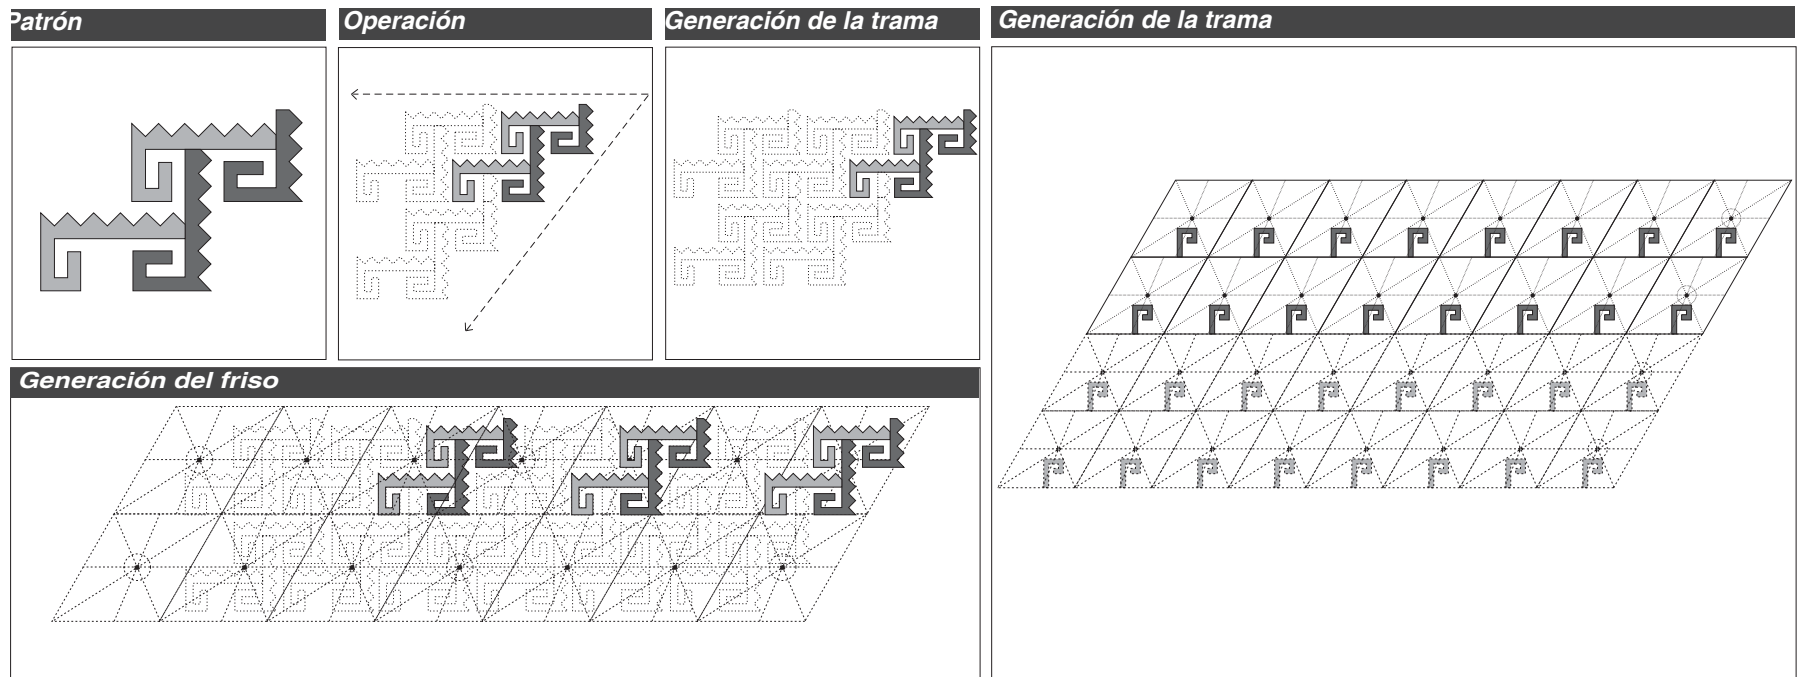 Patrón
Operación
Generación de la trama
Generación de la trama
Generación del friso